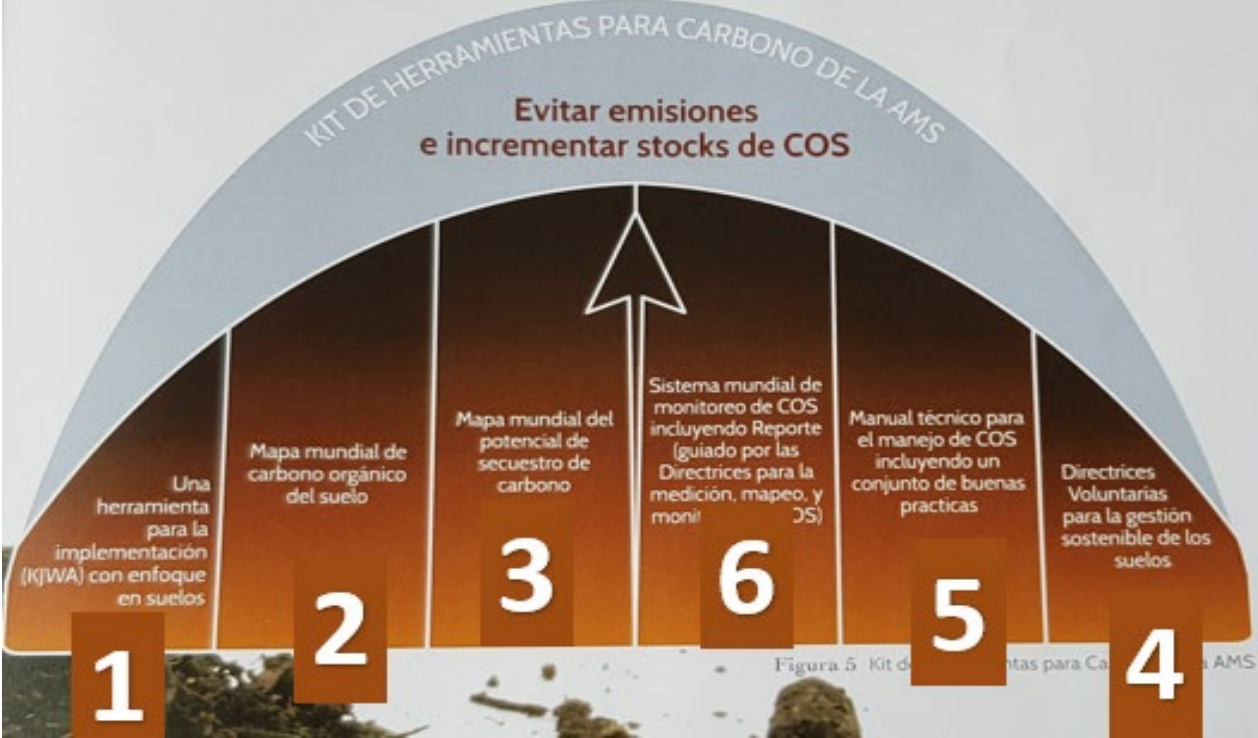 KIT DE HERRAMIENTAS PARA CARBONO DE LA AMS
Evitar emisiones
e incrementar stocks de COS
Una
herramienta
para la
implementación
(KJWA) con enfoque
en suelos
Mapa mundial de
carbono orgánico
del suelo
Mapa mundial del
potencial de
secuestro de
carbono
Sistema mundial de
monitoreo de COS
incluyendo Reporte
(guiado por las
Directrices para la
medición, mapeo, y
Manual técnico para
el manejo de COS
incluyendo un
conjunto de buenas
practicas
Directrices
Voluntarias
para la gestión
sostenible de los
suelos
1
2
3
6
5
4
Figura 5 Kit para AMS